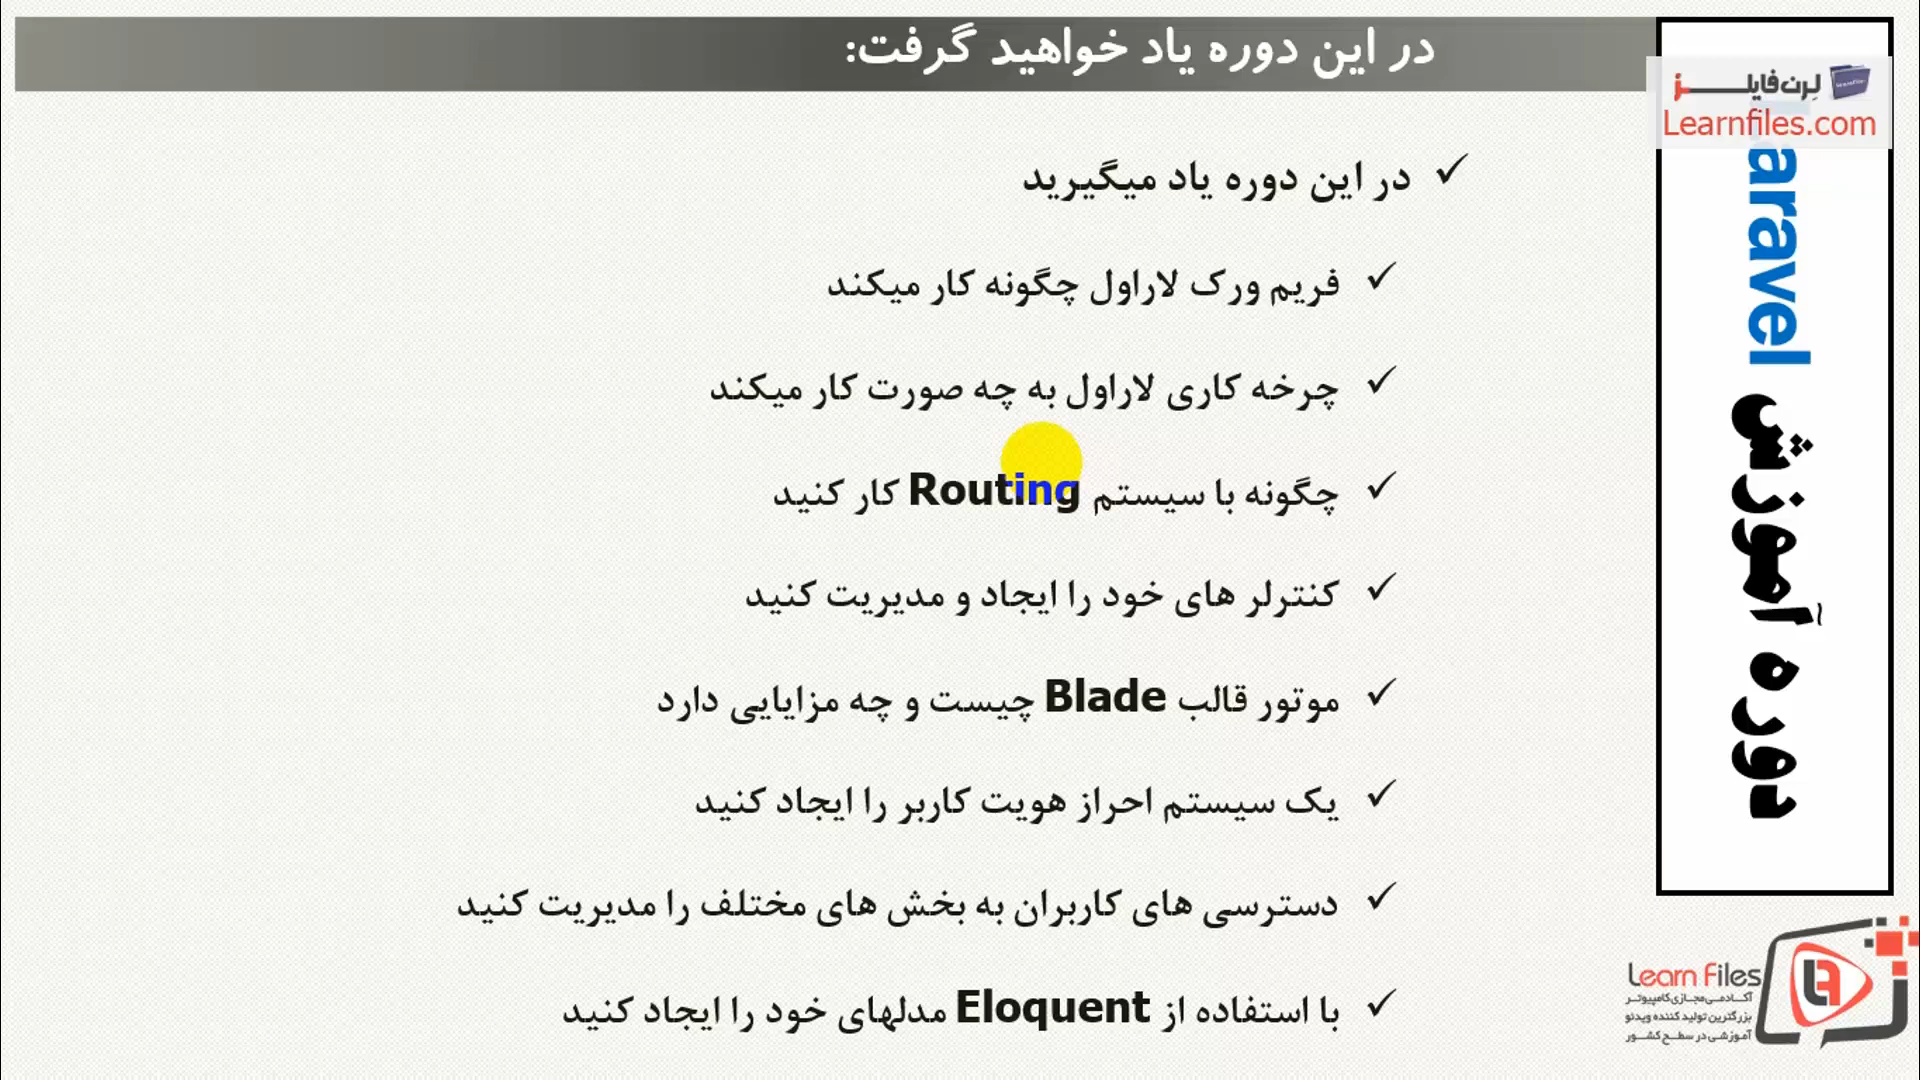 در این دوره یاد خواهید گرفت:
لرن فایلز
Learnfiles.com
در این دوره یاد میگیرید
فریم ورک لاراول چگونه کار میکند
چرخه کاری لاراول به چه صورت کار میکند
چگونه با سیستم Routing کار کنید
کنترلر های خود را ایجاد و مدیریت کنید
موتور قالب Blade چیست و چه مزایایی دارد
یک سیستم احراز هویت کاربر را ایجاد کنید
دسترسی های کاربران به بخش های مختلف را مدیریت کنید
با استفاده از Eloquent مدلهای خود را ایجاد کنید
دوره آموزش aravel
Learn Files
آکادمی مجازی کامپیوتر
بزرگترین تولید کننده ویدئو
آموزشی در سطح کشور